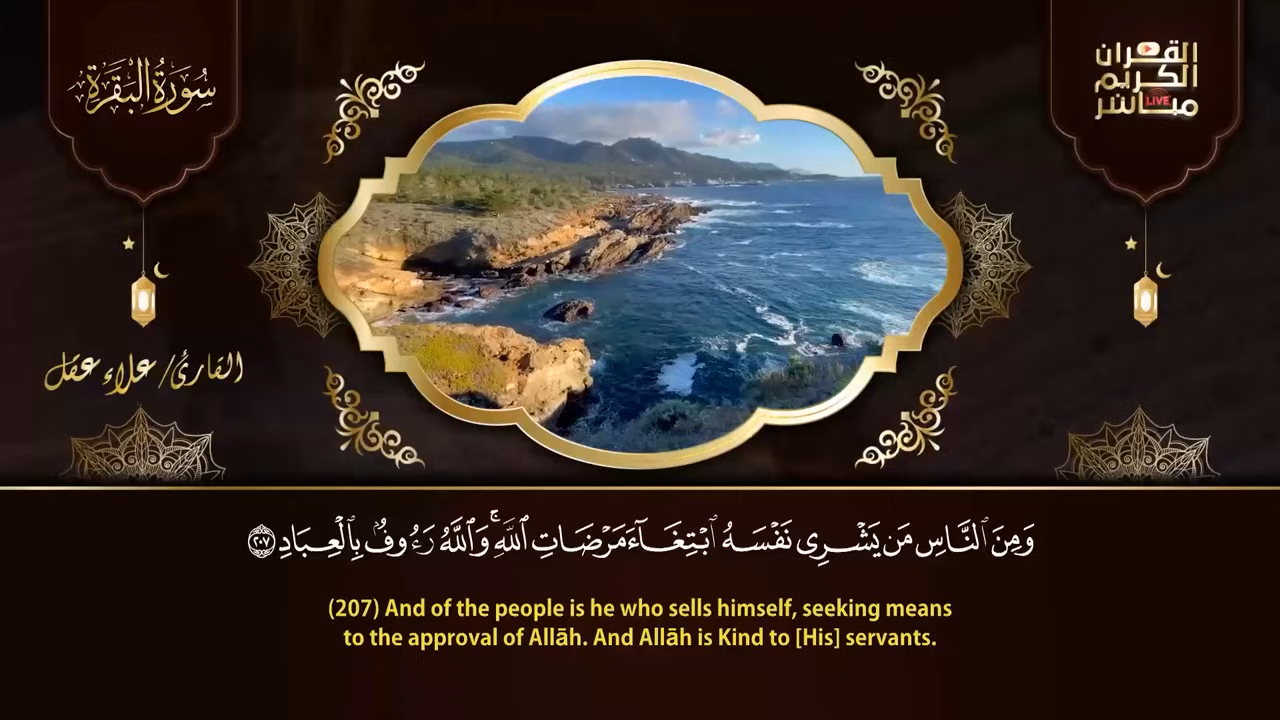 سُورَةُ البَقَرَة
القرآن
الكريم
مباشر
LIVE
القارئ/ علاء عقل
وَمِنَ ٱلنَّاسِ مَن يَشْرِى نَفْسَهُ ٱبْتِغَآءَ مَرْضَاتِ ٱللَّهِ ۚ وَٱللَّهُ رَءُوفٌۢ بِٱلْعِبَادِ ٢٠٧
(207) And of the people is he who sells himself, seeking means
to the approval of Allāh. And Allāh is Kind to [His] servants.